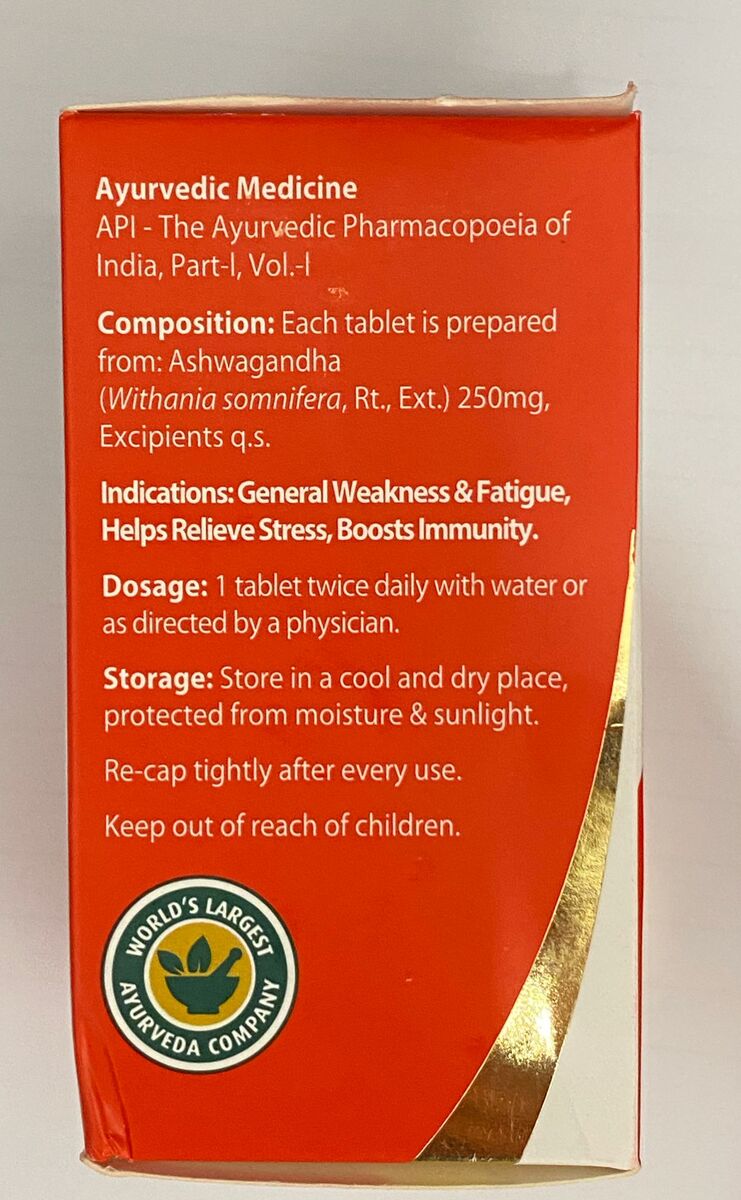 Ayurvedic Medicine
API - The Ayurvedic Pharmacopoeia of
India, Part-I, Vol.-I
Composition: Each tablet is prepared
from: Ashwagandha
(Withania somnifera, Rt., Ext.) 250mg,
Excipients q.s.
Indications: General Weakness & Fatigue,
Helps Relieve Stress, Boosts Immunity.
Dosage: 1 tablet twice daily with water or
as directed by a physician.
Storage: Store in a cool and dry place,
protected from moisture & sunlight.
Re-cap tightly after every use.
Keep out of reach of children.
WORLD'S LARGEST
AYURVEDA COMPANY